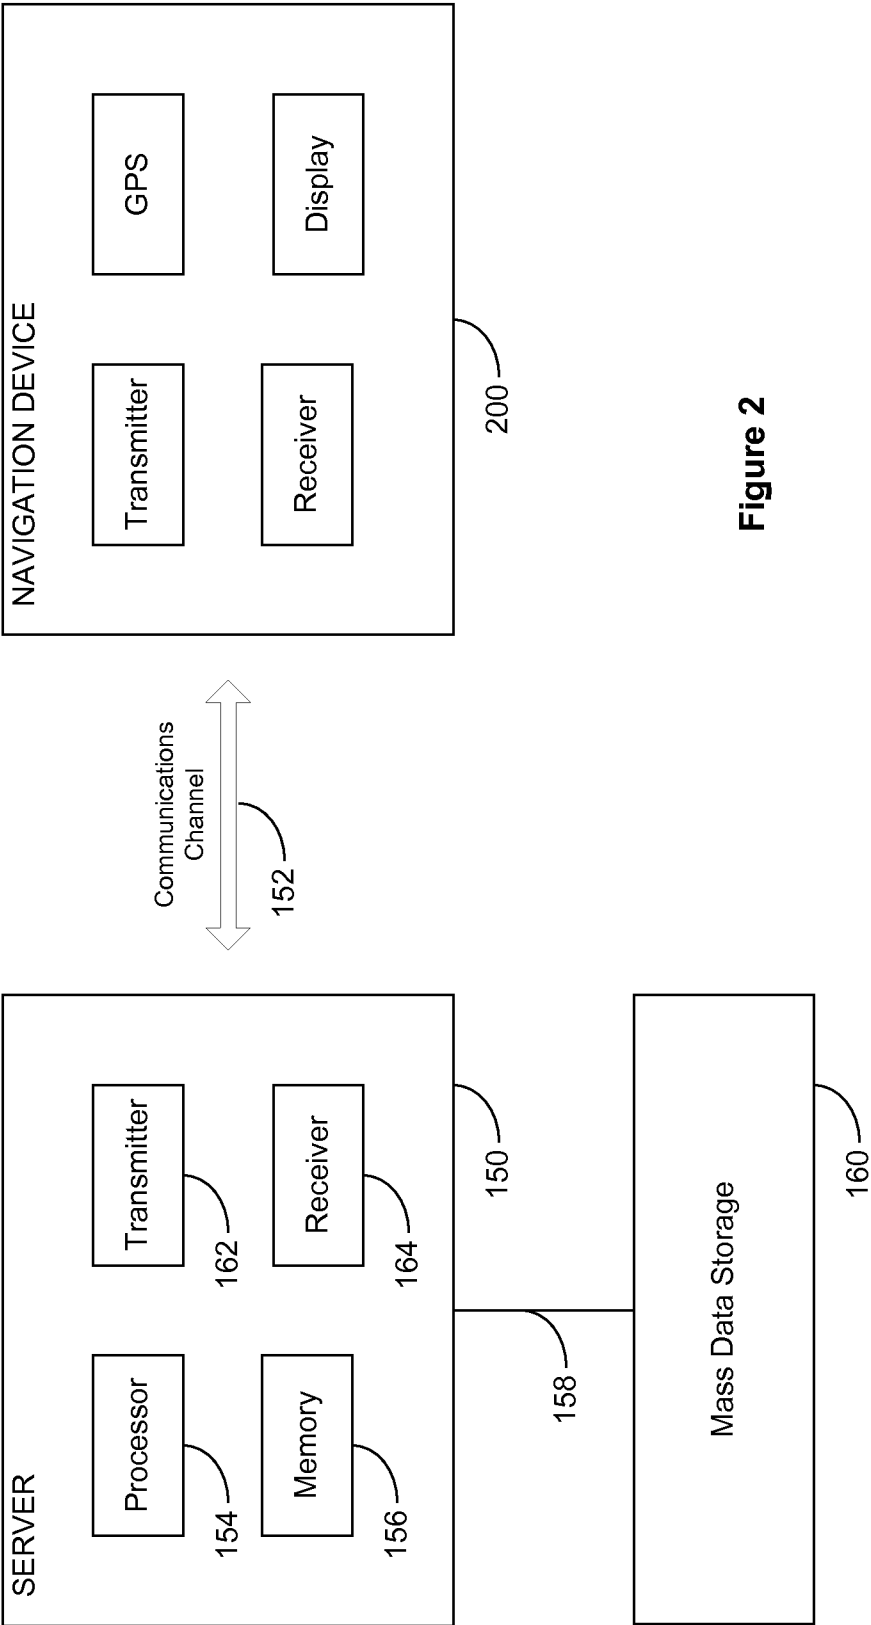 SERVER
Processor
154
Memory
156
Transmitter
162
Receiver
164
150
158
Mass Data Storage
160
Communications
Channel
152
NAVIGATION DEVICE
Transmitter
GPS
Receiver
Display
200
Figure 2